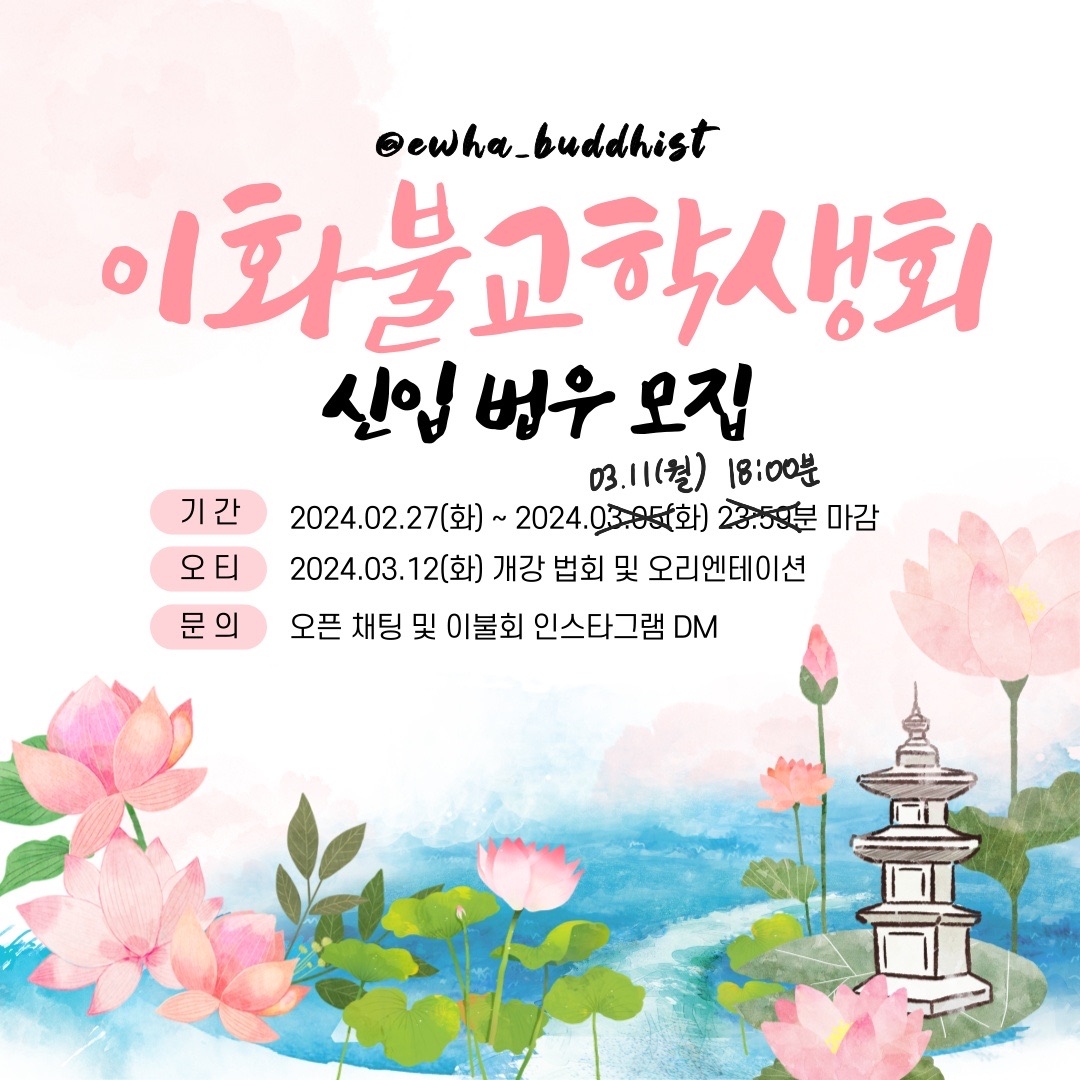 @ewha_buddhist
이화불교학생회
신입 법우 모집
03.11(월) 18:00분
기간 2024.02.27(화) ~ 2024.03.05(화) 23:59분 마감
오티 2024.03.12(화) 개강 법회 및 오리엔테이션
문의 오픈 채팅 및 이불회 인스타그램 DM